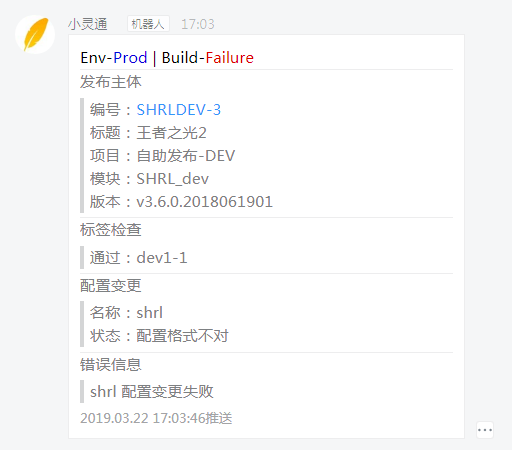 小灵通 机器人 17:03
Env-Prod | Build-Failure
发布主体
编号：SHRLDEV-3
标题：王者之光2
项目：自助发布-DEV
模块：SHRL_dev
版本：v3.6.0.2018061901
标签检查
通过：dev1-1
配置变更
名称：shrl
状态：配置格式不对
错误信息
shrl 配置变更失败
2019.03.22 17:03:46推送